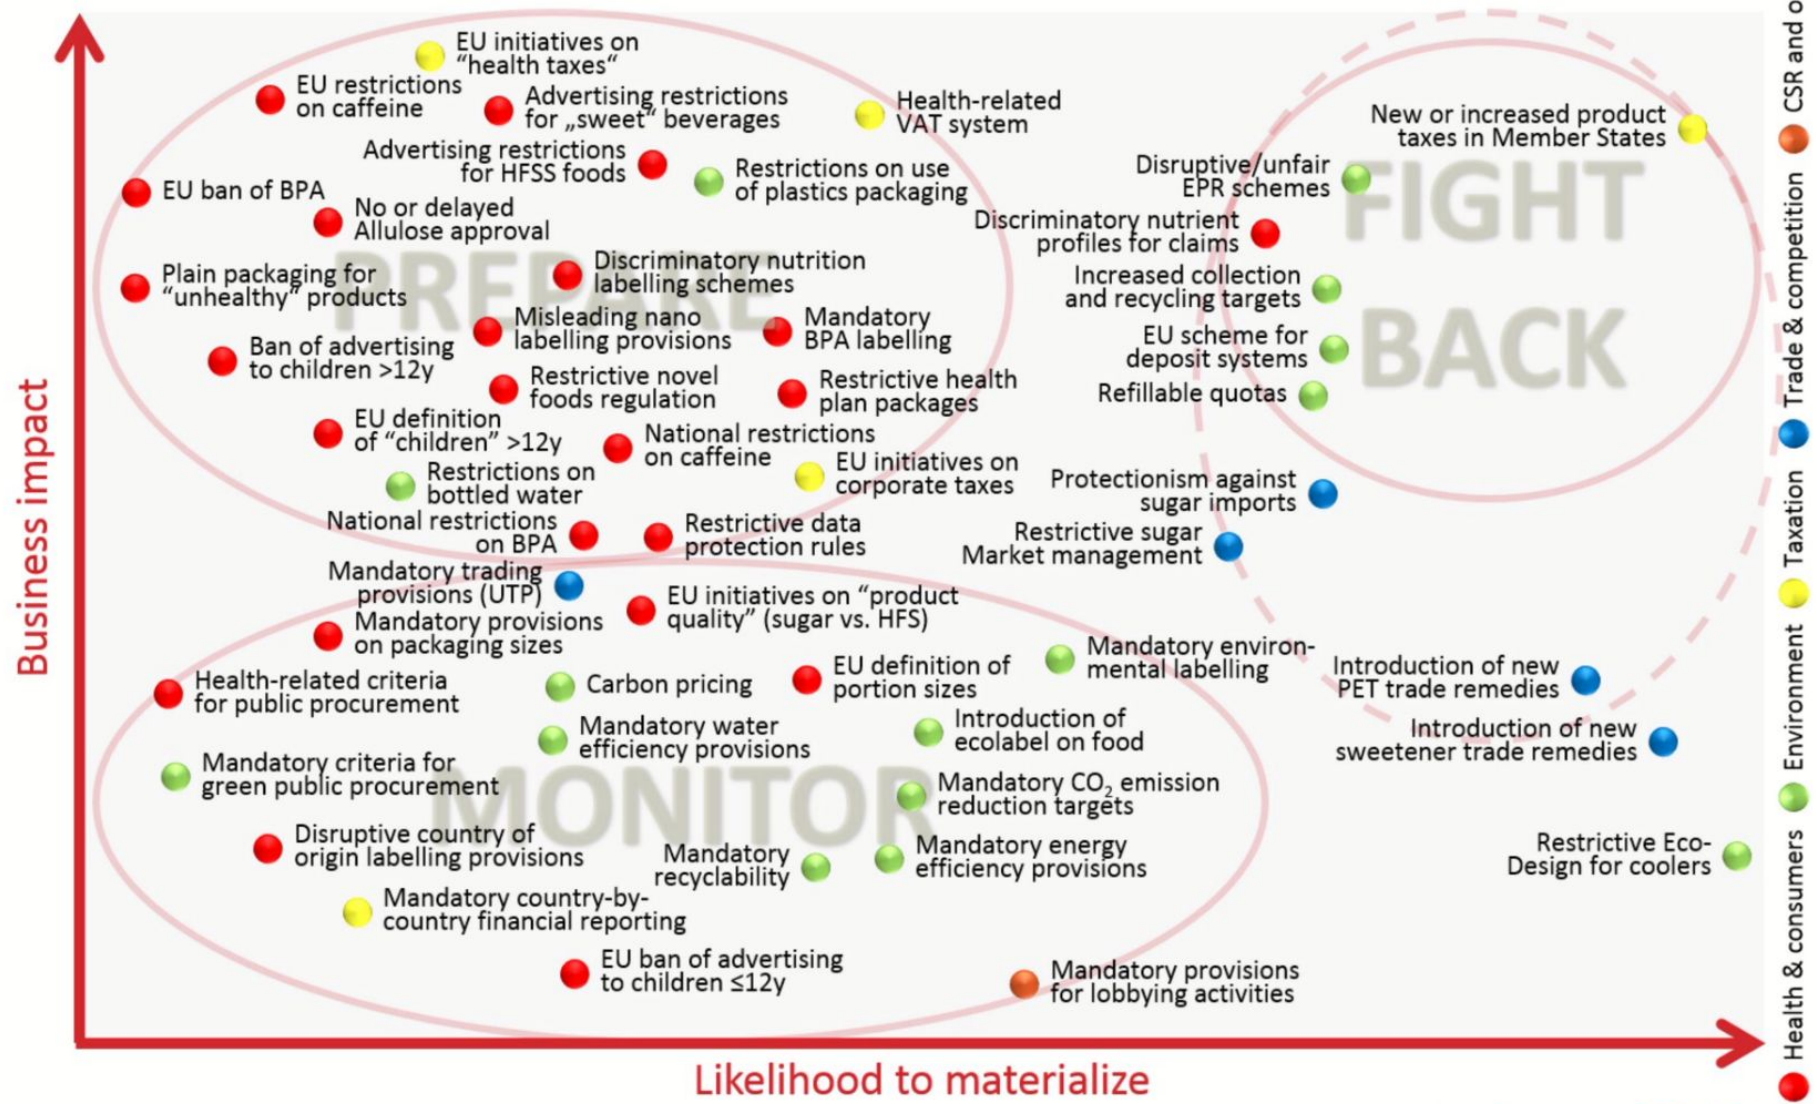 EU initiatives on
“health taxes“
EU restrictions
on caffeine
Advertising restrictions
for „sweet“ beverages
Health-related
VAT system
New or increased product
taxes in Member States
Advertising restrictions
for HFSS foods
Restrictions on use
of plastics packaging
Disruptive/unfair
EPR schemes
FIGHT
BACK
EU ban of BPA
No or delayed
Allulose approval
Discriminatory nutrient
profiles for claims
PREPARE
Plain packaging for
“unhealthy” products
Discriminatory nutrition
labelling schemes
Increased collection
and recycling targets
Misleading nano
labelling provisions
Mandatory
BPA labelling
EU scheme for
deposit systems
Ban of advertising
to children >12y
Restrictive novel
foods regulation
Restrictive health
plan packages
Refillable quotas
EU definition
of “children” >12y
National restrictions
on caffeine
Restrictions on
bottled water
EU initiatives on
corporate taxes
Protectionism against
sugar imports
National restrictions
on BPA
Restrictive data
protection rules
Restrictive sugar
Market management
Mandatory trading
provisions (UTP)
EU initiatives on “product
quality” (sugar vs. HFS)
Mandatory provisions
on packaging sizes
Mandatory environ-
mental labelling
Health-related criteria
for public procurement
Carbon pricing
EU definition of
portion sizes
Introduction of new
PET trade remedies
Mandatory water
efficiency provisions
Introduction of
ecolabel on food
Introduction of new
sweetener trade remedies
Mandatory criteria for
green public procurement
MONITOR
Mandatory CO₂ emission
reduction targets
Disruptive country of
origin labelling provisions
Mandatory
recyclability
Mandatory energy
efficiency provisions
Restrictive Eco-
Design for coolers
Mandatory country-by-
country financial reporting
EU ban of advertising
to children ≤12y
Mandatory provisions
for lobbying activities
Business impact
Likelihood to materialize
Health & consumers
Environment
Taxation
Trade & competition
CSR and o